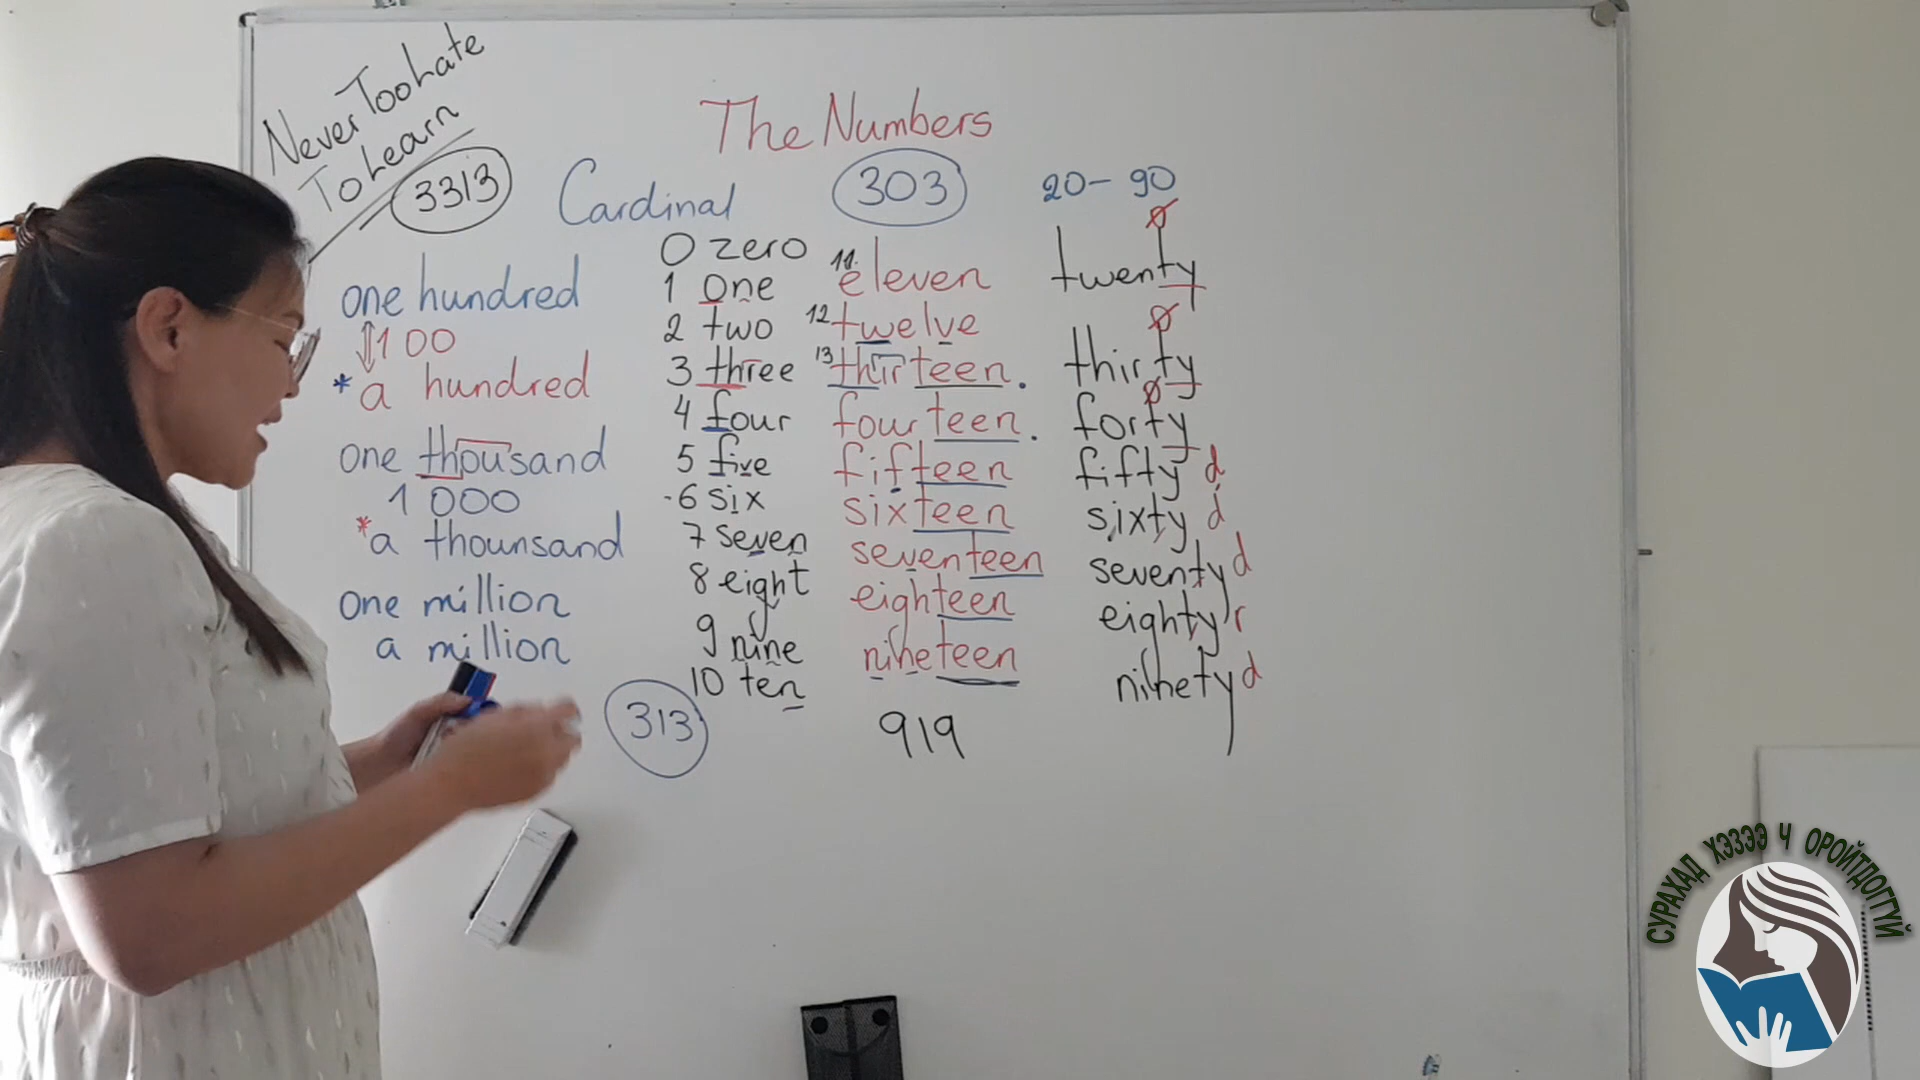 Never Too Late
To Learn
3313
The Numbers
Cardinal
303
20- 90
one hundred
100
*a hundred
one thousand
1 000
*a thounsand
one million
a million
0 zero
1 one
2 two
3 three
4 four
5 five
6 six
7 seven
8 eight
9 nine
10 ten
313
11. eleven
12 twelve
13 thirteen.
fourteen.
fifteen
sixteen
seventeen
eighteen
nineteen
919
twenty
thirty
forty
fifty d
sixty d
seventy d
eighty r
ninety d
СУРАХАД ХЭЗЭЭ Ч ОРОЙТДОГГҮЙ